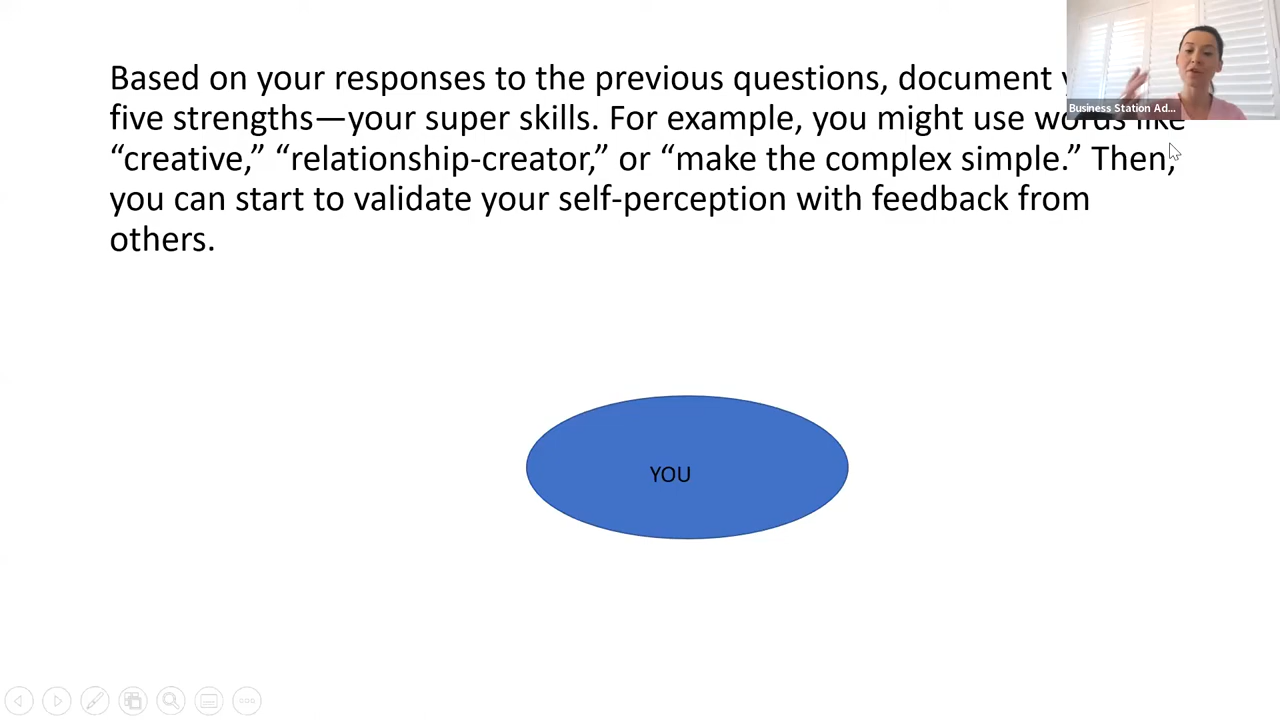 Based on your responses to the previous questions, document
five strengths—your super skills. For example, you might use words like
“creative,” “relationship-creator,” or “make the complex simple.” Then,
you can start to validate your self-perception with feedback from
others.
Business Station Ad...
YOU